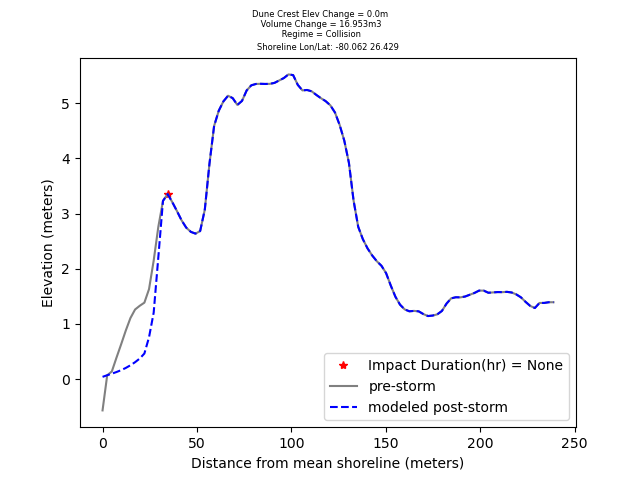 Dune Crest Elev Change = 0.0m
Volume Change = 16.953m3
Regime = Collision
Shoreline Lon/Lat: -80.062 26.429
5
4
3
2
1
0
Elevation (meters)
Impact Duration(hr) = None
pre-storm
modeled post-storm
0 50 100 150 200 250
Distance from mean shoreline (meters)